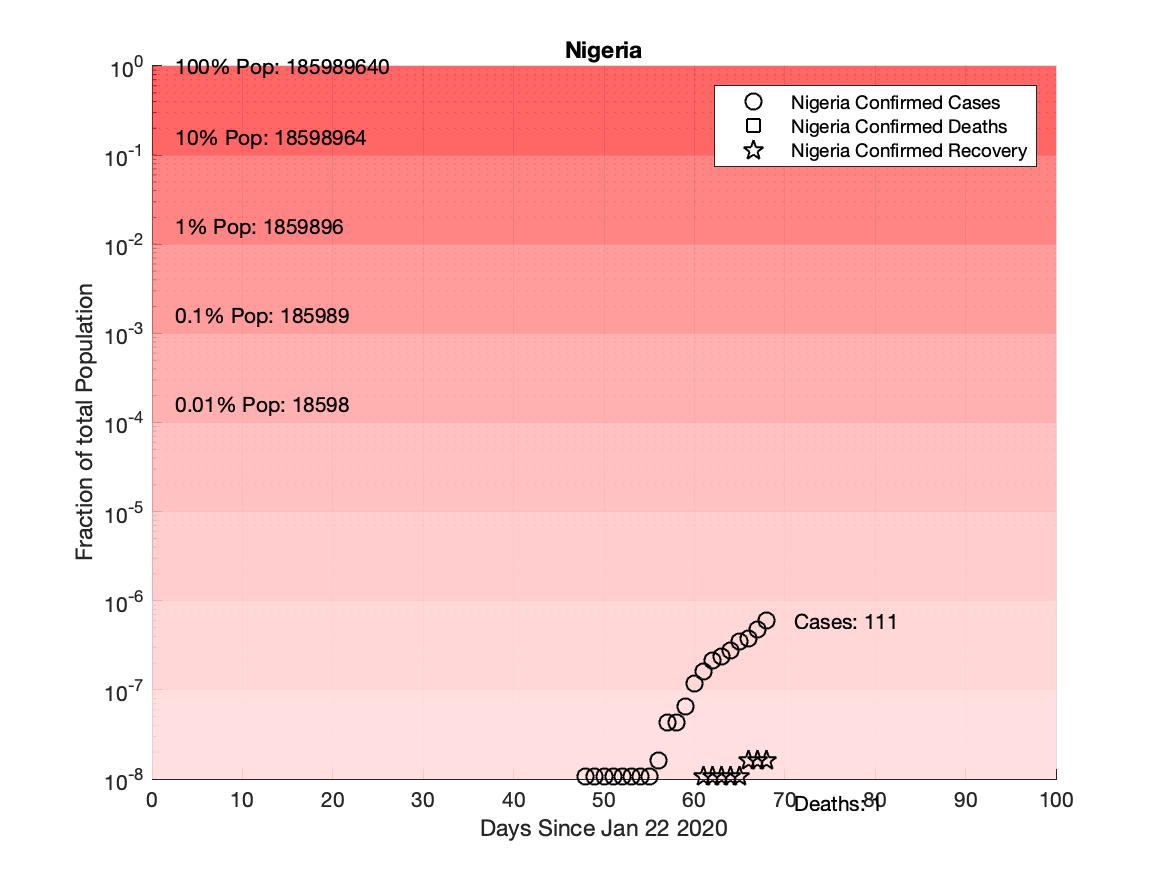 Nigeria
10^0
100% Pop: 185989640
Nigeria Confirmed Cases
Nigeria Confirmed Deaths
Nigeria Confirmed Recovery
10% Pop: 18598964
10^-1
1% Pop: 1859896
10^-2
0.1% Pop: 185989
10^-3
0.01% Pop: 18598
10^-4
10^-5
10^-6
Cases: 111
10^-7
10^-8
Fraction of total Population
0 10 20 30 40 50 60 70 80 90 100
Deaths: 1
Days Since Jan 22 2020